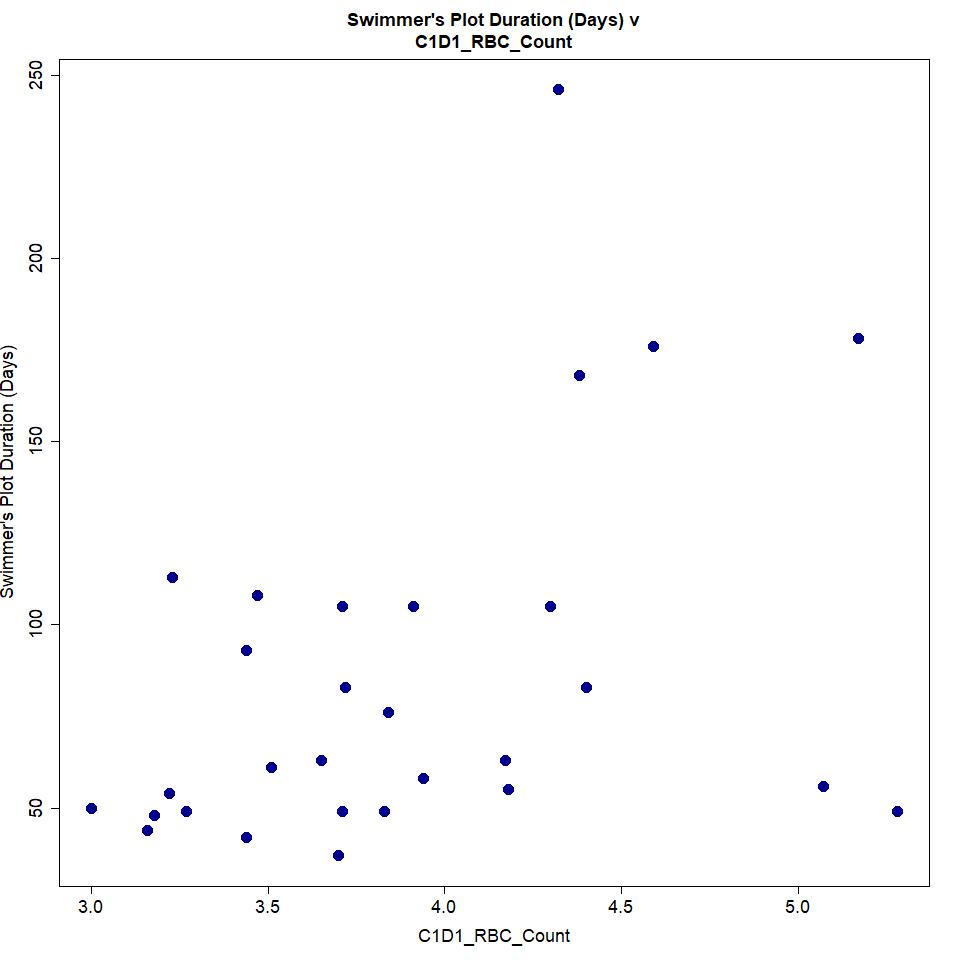 Swimmer's Plot Duration (Days) v
C1D1_RBC_Count
250
200
150
100
50
Swimmer's Plot Duration (Days)
3.0 3.5 4.0 4.5 5.0
C1D1_RBC_Count